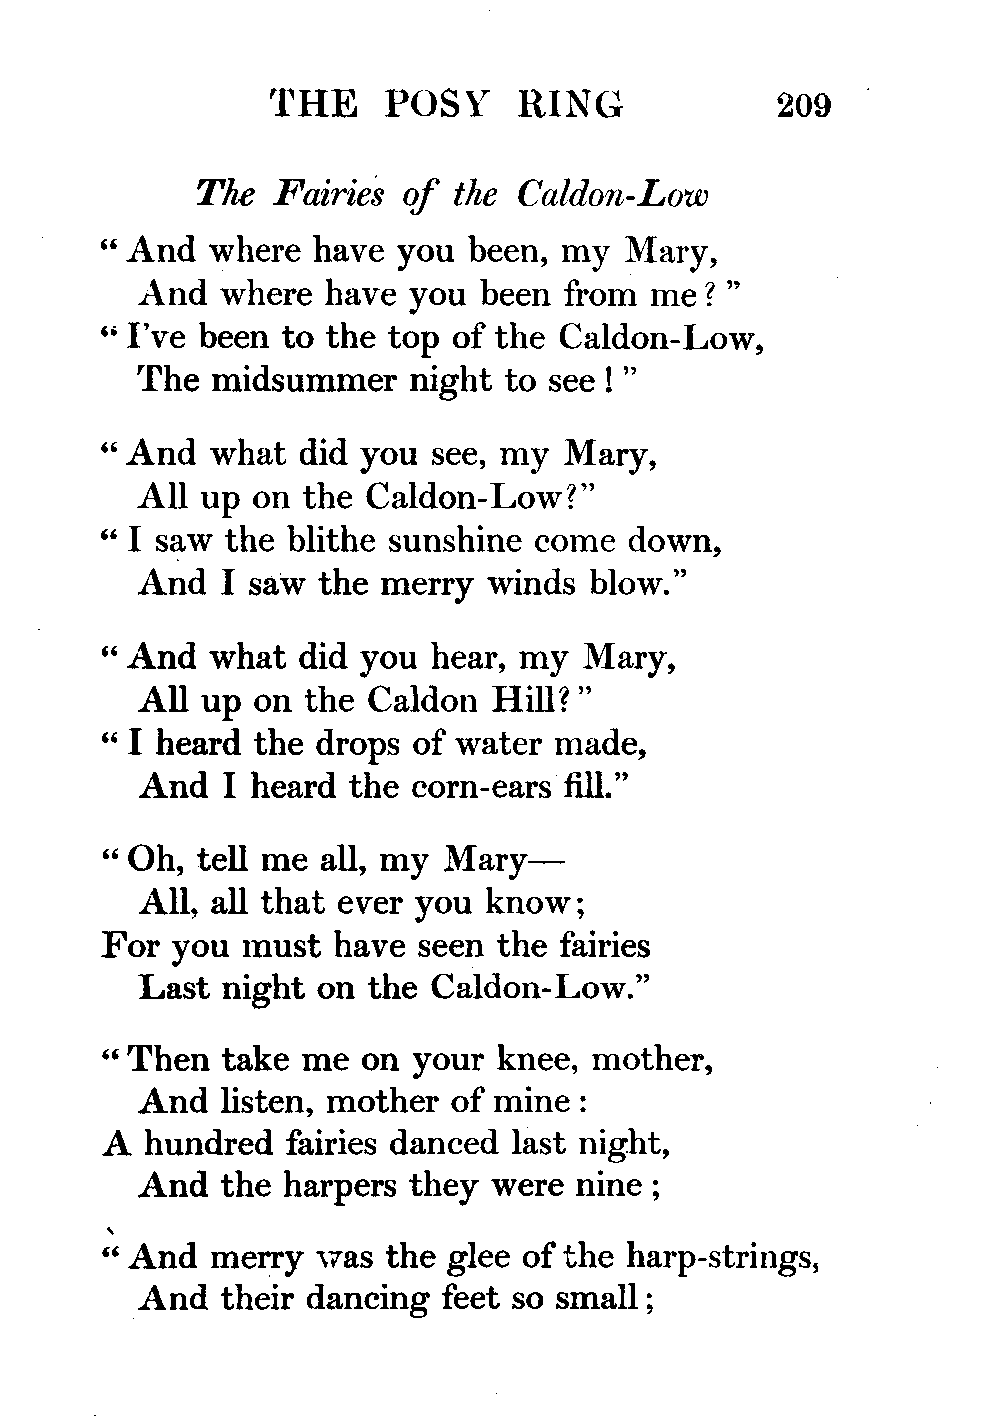 THE POSY RING 209
The Fairies of the Caldon-Low
“And where have you been, my Mary,
And where have you been from me?”
“I've been to the top of the Caldon-Low,
The midsummer night to see!”
“And what did you see, my Mary,
All up on the Caldon-Low?”
“I saw the blithe sunshine come down,
And I saw the merry winds blow.”
“And what did you hear, my Mary,
All up on the Caldon Hill?”
“I heard the drops of water made,
And I heard the corn-ears fill.”
“Oh, tell me all, my Mary—
All, all that ever you know;
For you must have seen the fairies
Last night on the Caldon-Low.”
“Then take me on your knee, mother,
And listen, mother of mine:
A hundred fairies danced last night,
And the harpers they were nine;
“And merry was the glee of the harp-strings,
And their dancing feet so small;